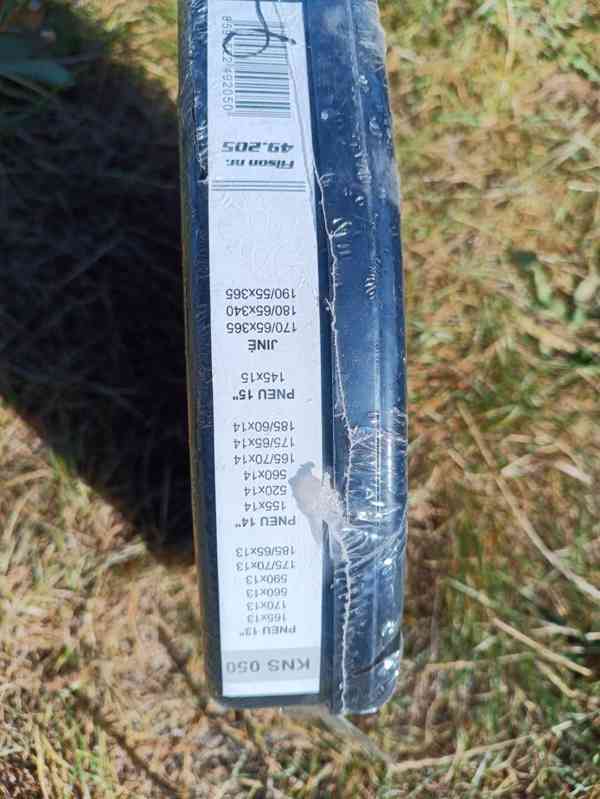 KNS 050
PNEU 13"
165x13
170x13
560x13
590x13
175/70x13
185/65x13
PNEU 14"
155x14
520x14
560x14
165/70x14
175/65x14
185/60x14
PNEU 15"
145x15
JINÉ
170/65x365
180/65x340
190/55x365
Filson nr.
49.205